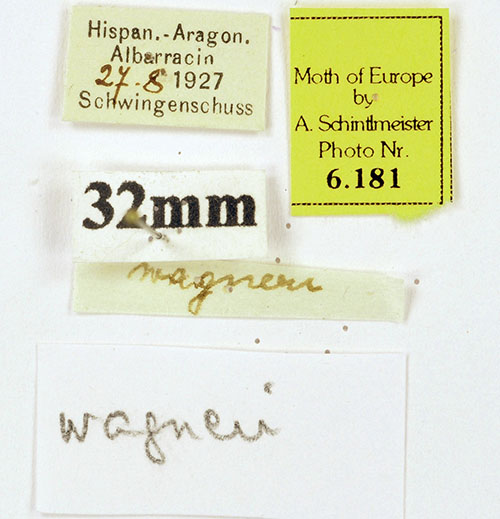 Hispan.-Aragon.
Albarracin
27.8 1927
Schwingenschuss
Moth of Europe
by
A. Schintlmeister
Photo Nr.
6.181
32mm
wagneri
wagneri